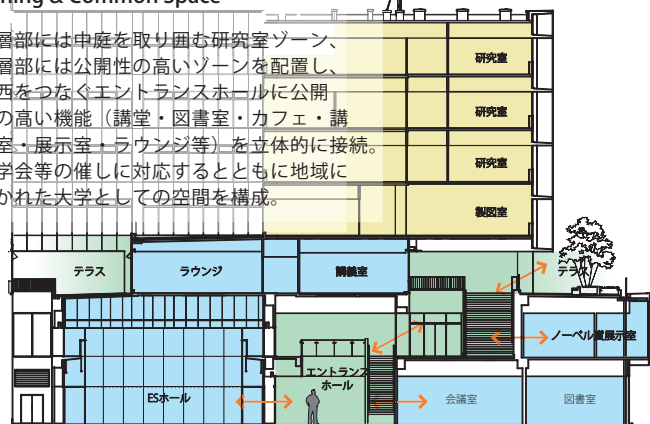 ning & Common Space
層部には中庭を取り囲む研究室ゾーン、
層部には公開性の高いゾーンを配置し、
西をつなぐエントランスホールに公開
の高い機能(講堂・図書室・カフェ・講
室・展示室・ラウンジ等)を立体的に接続。
学会等の催しに対応するとともに地域に
かれた大学としての空間を構成。
研究室
研究室
研究室
製図室
テラス
ラウンジ
講義室
テラス
ノーベル賞展示室
エントランス
ホール
ESホール
会議室
図書室